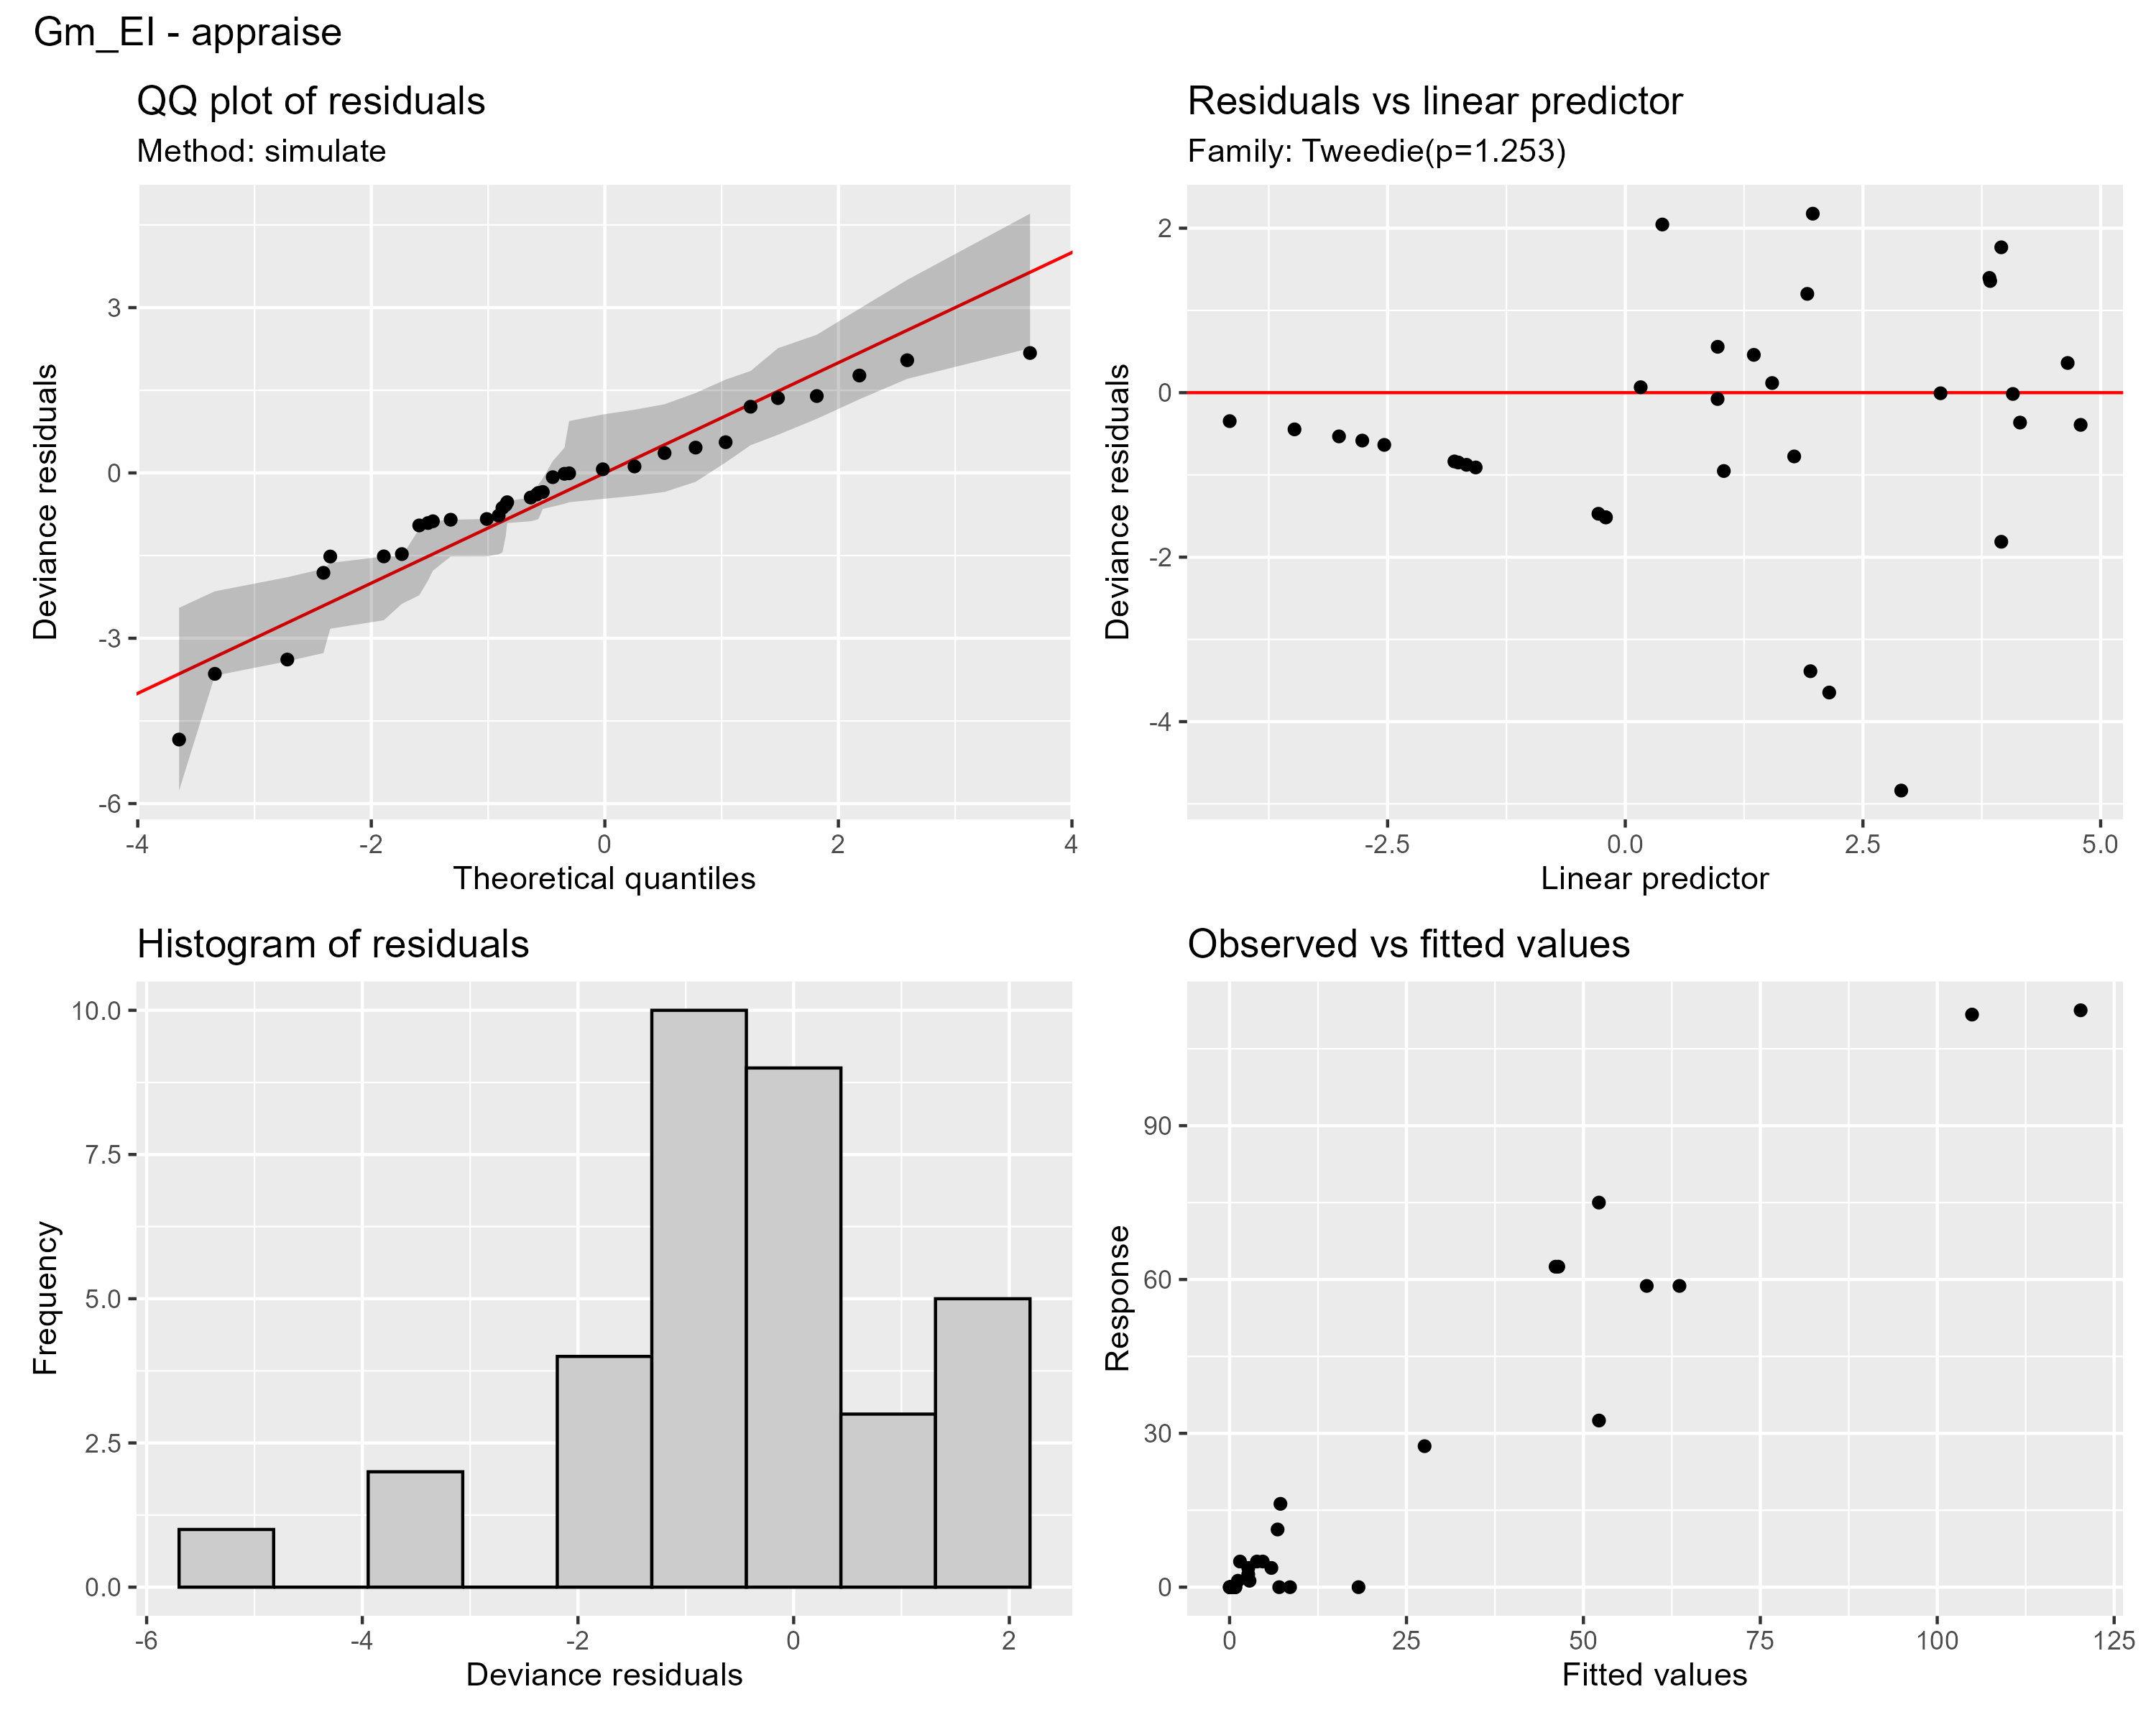 Gm_EI - appraise
QQ plot of residuals
Method: simulate
Deviance residuals
3
0
-3
-6
-4
-2
0
2
4
Theoretical quantiles
Residuals vs linear predictor
Family: Tweedie(p=1.253)
Deviance residuals
2
0
-2
-4
-2.5
0.0
2.5
5.0
Linear predictor
Histogram of residuals
Frequency
10.0
7.5
5.0
2.5
0.0
-6
-4
-2
0
2
Deviance residuals
Observed vs fitted values
Response
90
60
30
0
0
25
50
75
100
125
Fitted values